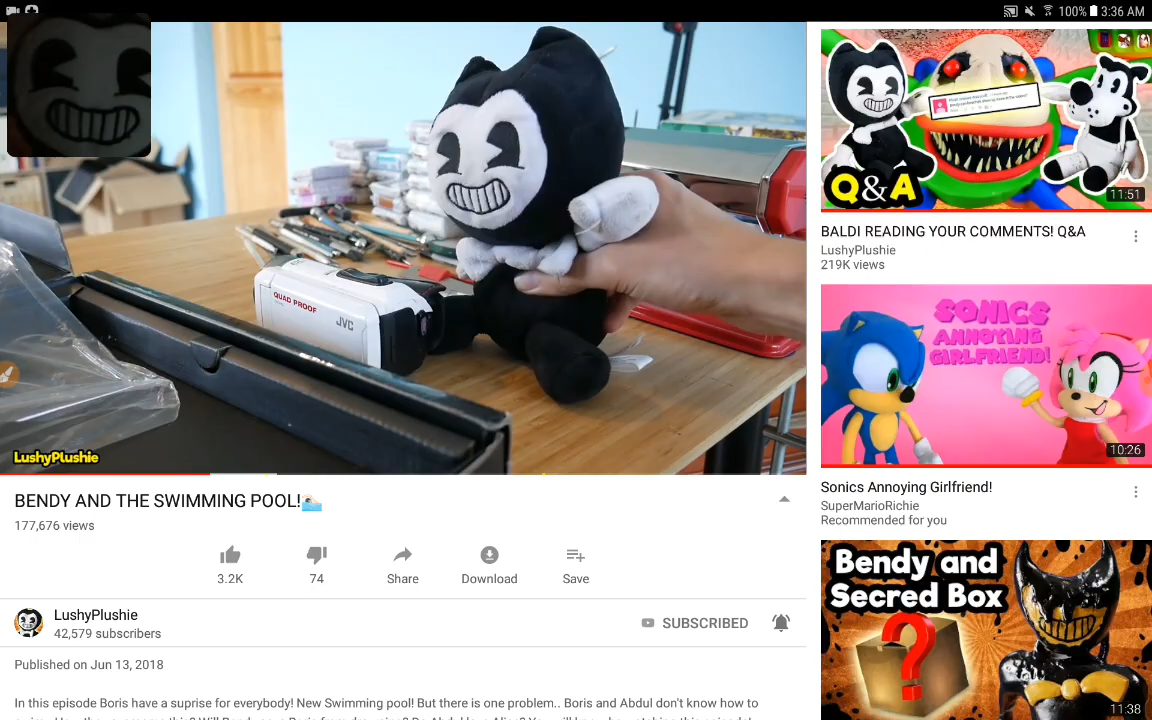 100% 3:36 AM
QUAD PROOF
JVC
LushyPlushie
BENDY AND THE SWIMMING POOL!🏊
177,676 views
3.2K
74
Share
Download
Save
LushyPlushie
42,579 subscribers
SUBSCRIBED
Published on Jun 13, 2018
In this episode Boris have a suprise for everybody! New Swimming pool! But there is one problem.. Boris and Abdul don't know how to
Q&A
11:51
BALDI READING YOUR COMMENTS! Q&A
LushyPlushie
219K views
SONICS
ANNOYING
GIRLFRIEND!
10:26
Sonics Annoying Girlfriend!
SuperMarioRichie
Recommended for you
Bendy and
Secred Box
?
11:38